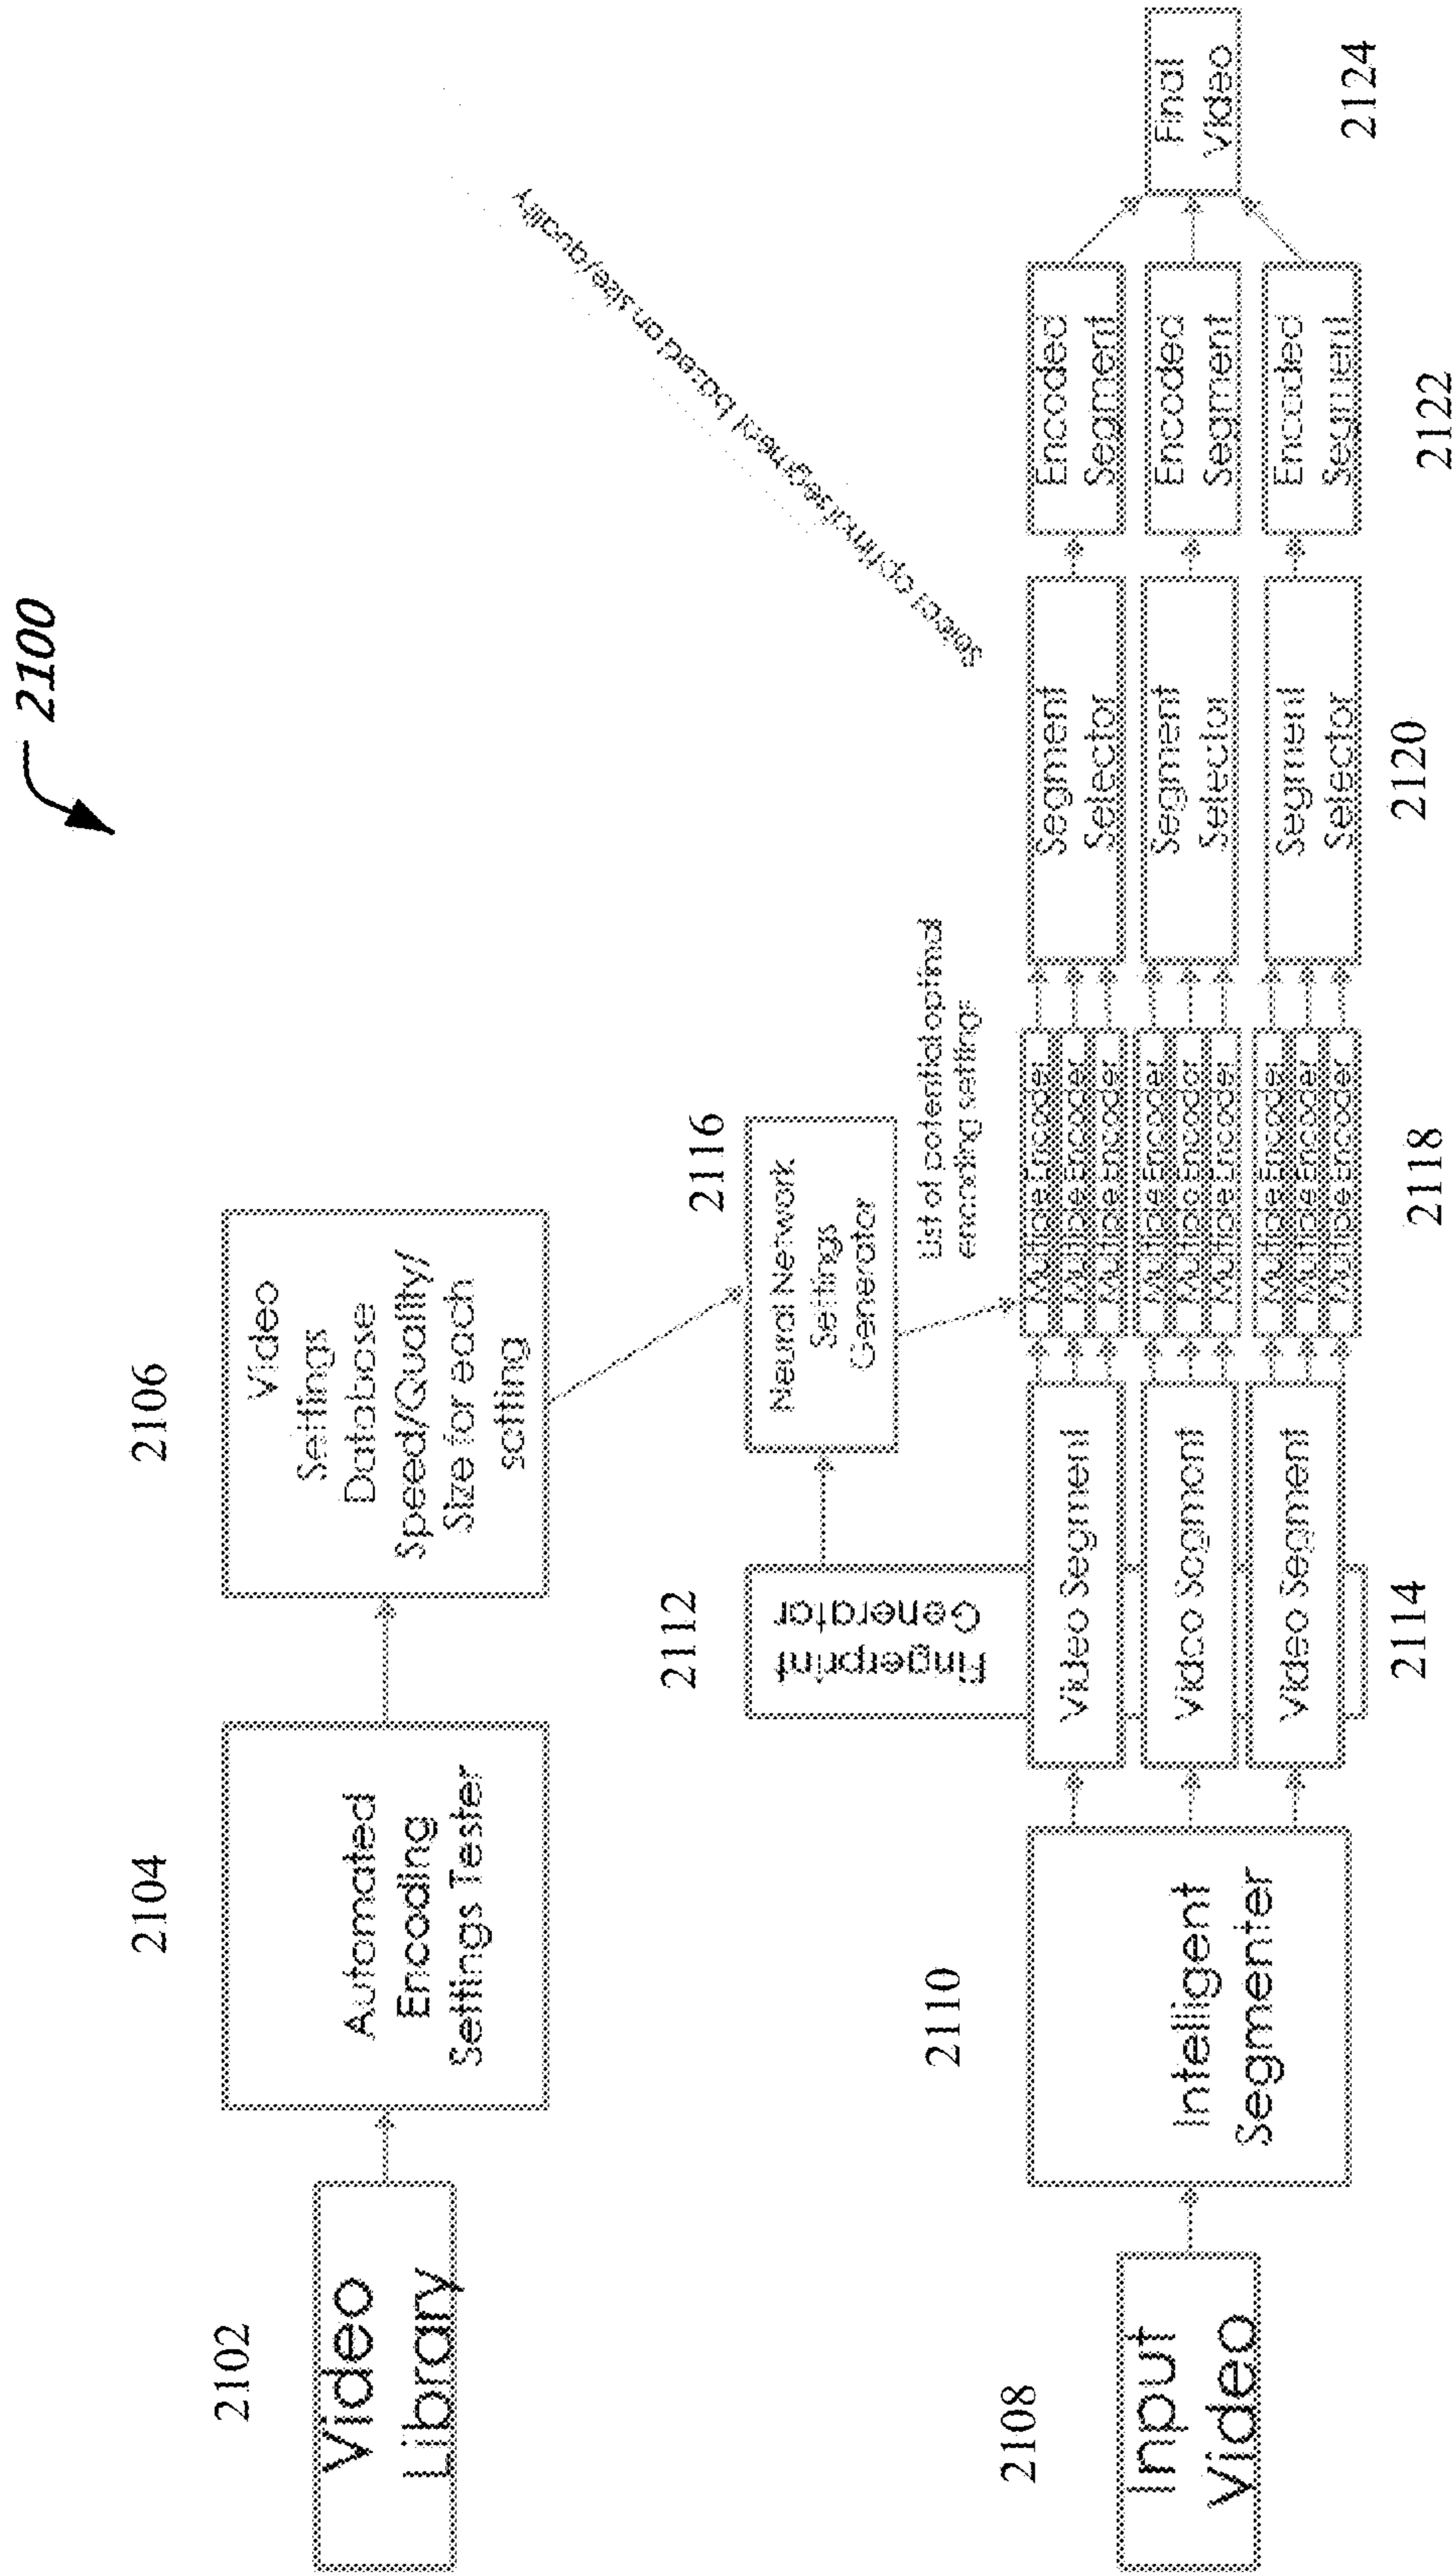 2100
2102
Video
Library
2104
Automated
Encoding
Settings Tester
2106
Video
Settings
Database
Speed/Quality/
Size for each
setting
2108
Input
Video
2110
Intelligent
Segmenter
2112
Fingerprint
Generator
2114
Video Segment
Video Segment
Video Segment
2116
Neural Network
Settings
Generator
List of potential optimal
encoding settings
2118
Multiple Encoder
Multiple Encoder
Multiple Encoder
Multiple Encoder
Multiple Encoder
Multiple Encoder
Multiple Encoder
Multiple Encoder
Multiple Encoder
2120
Segment
Selector
Segment
Selector
Segment
Selector
Selects optimal segment based on size/quality
2122
Encoded
Segment
Encoded
Segment
Encoded
Segment
2124
Final
Video